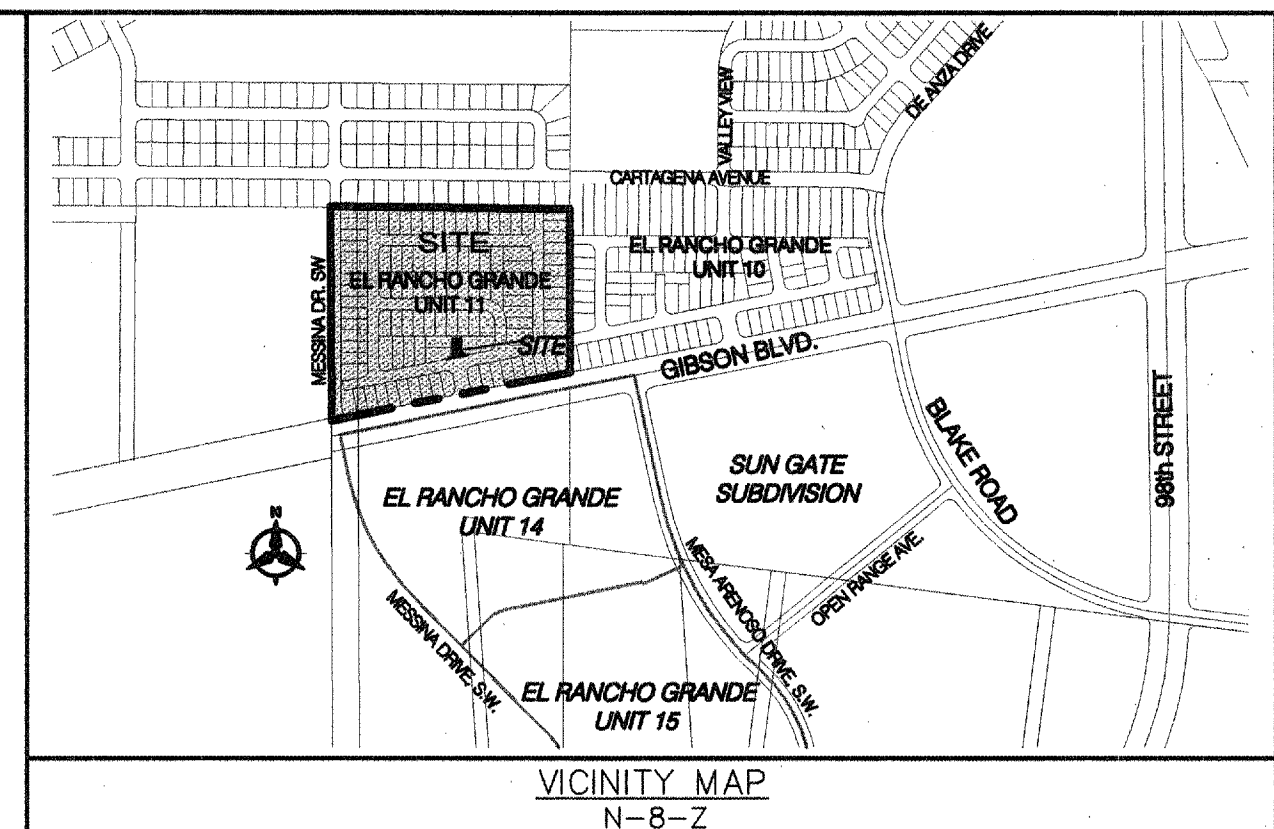 DE ANZA DRIVE
VALLEY VIEW
CARTAGENA AVENUE
SITE
EL RANCHO GRANDE
UNIT 11
EL RANCHO GRANDE
UNIT 10
MESSINA DR. SW
SITE
GIBSON BLVD.
BLAKE ROAD
98th STREET
SUN GATE
SUBDIVISION
EL RANCHO GRANDE
UNIT 14
N
MESA ARENOSO DRIVE, S.W.
OPEN RANGE AVE.
MESSINA DRIVE, S.W.
EL RANCHO GRANDE
UNIT 15
VICINITY MAP
N-8-Z